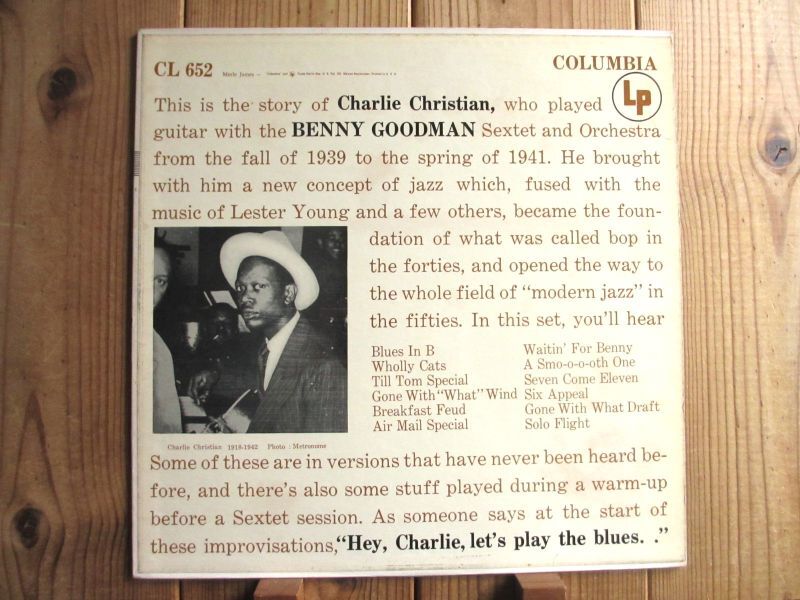 CL 652
COLUMBIA
LP
This is the story of Charlie Christian, who played
guitar with the BENNY GOODMAN Sextet and Orchestra
from the fall of 1939 to the spring of 1941. He brought
with him a new concept of jazz which, fused with the
music of Lester Young and a few others, became the foun-
dation of what was called bop in
the forties, and opened the way to
the whole field of "modern jazz" in
the fifties. In this set, you'll hear
Blues In B
Wholly Cats
Till Tom Special
Gone With "What" Wind
Breakfast Feud
Air Mail Special
Waitin' For Benny
A Smo-o-o-oth One
Seven Come Eleven
Six Appeal
Gone With What Draft
Solo Flight
Charlie Christian 1918-1942 Photo : Metronome
Some of these are in versions that have never been heard be-
fore, and there's also some stuff played during a warm-up
before a Sextet session. As someone says at the start of
these improvisations, "Hey, Charlie, let's play the blues. ."